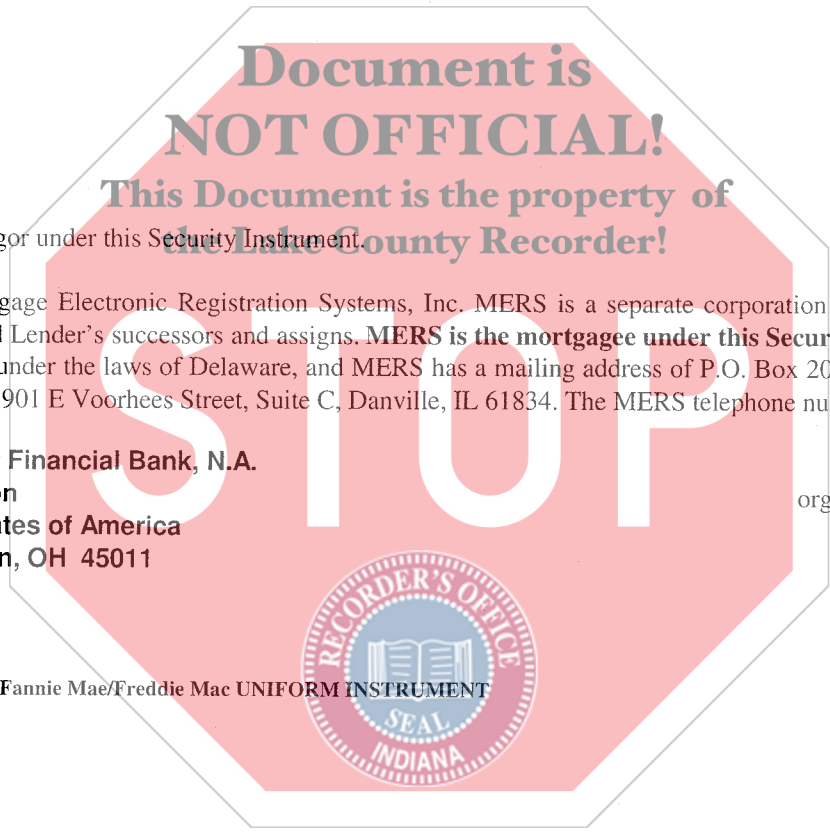 Document is
NOT OFFICIAL!
This Document is the property of
the Lake County Recorder!
gor under this Security Instrument.
gage Electronic Registration Systems, Inc. MERS is a separate corporation
Lender's successors and assigns. MERS is the mortgagee under this Secur
under the laws of Delaware, and MERS has a mailing address of P.O. Box 20
901 E Voorhees Street, Suite C, Danville, IL 61834. The MERS telephone nu
STOP
Financial Bank, N.A.
n
org
tes of America
n, OH 45011
RECORDER'S OFFICE
SEAL
INDIANA
Fannie Mae/Freddie Mac UNIFORM INSTRUMENT